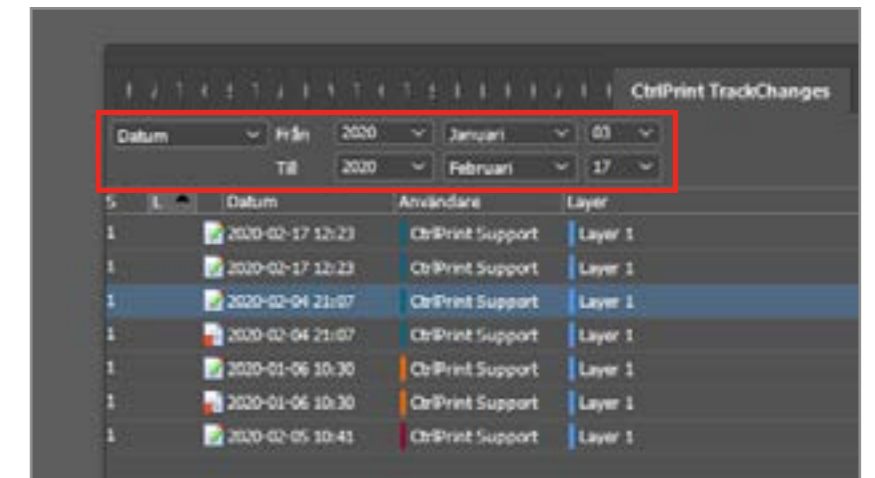 CtrlPrint TrackChanges
Datum Från 2020 Januari 03
Till 2020 Februari 17
S L Datum Användare Layer
1 2020-02-17 12:23 CtrlPrint Support Layer 1
1 2020-02-17 12:23 CtrlPrint Support Layer 1
1 2020-02-04 21:07 CtrlPrint Support Layer 1
1 2020-02-04 21:07 CtrlPrint Support Layer 1
1 2020-01-06 10:30 CtrlPrint Support Layer 1
1 2020-01-06 10:30 CtrlPrint Support Layer 1
1 2020-02-05 10:41 CtrlPrint Support Layer 1